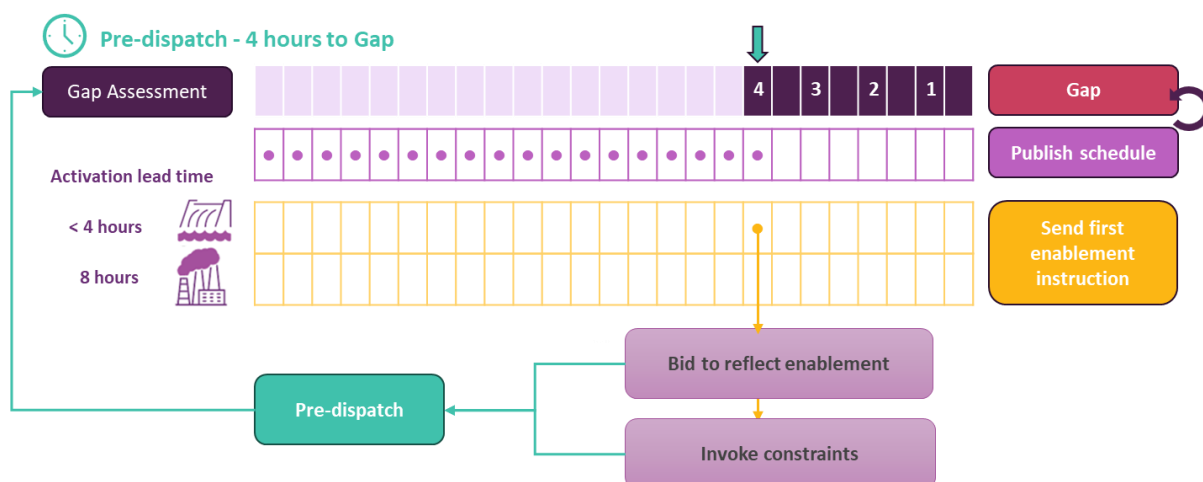 Pre-dispatch - 4 hours to Gap
Gap Assessment
4 3 2 1
Gap
Publish schedule
Activation lead time
< 4 hours
8 hours
Send first
enablement
instruction
Bid to reflect enablement
Pre-dispatch
Invoke constraints